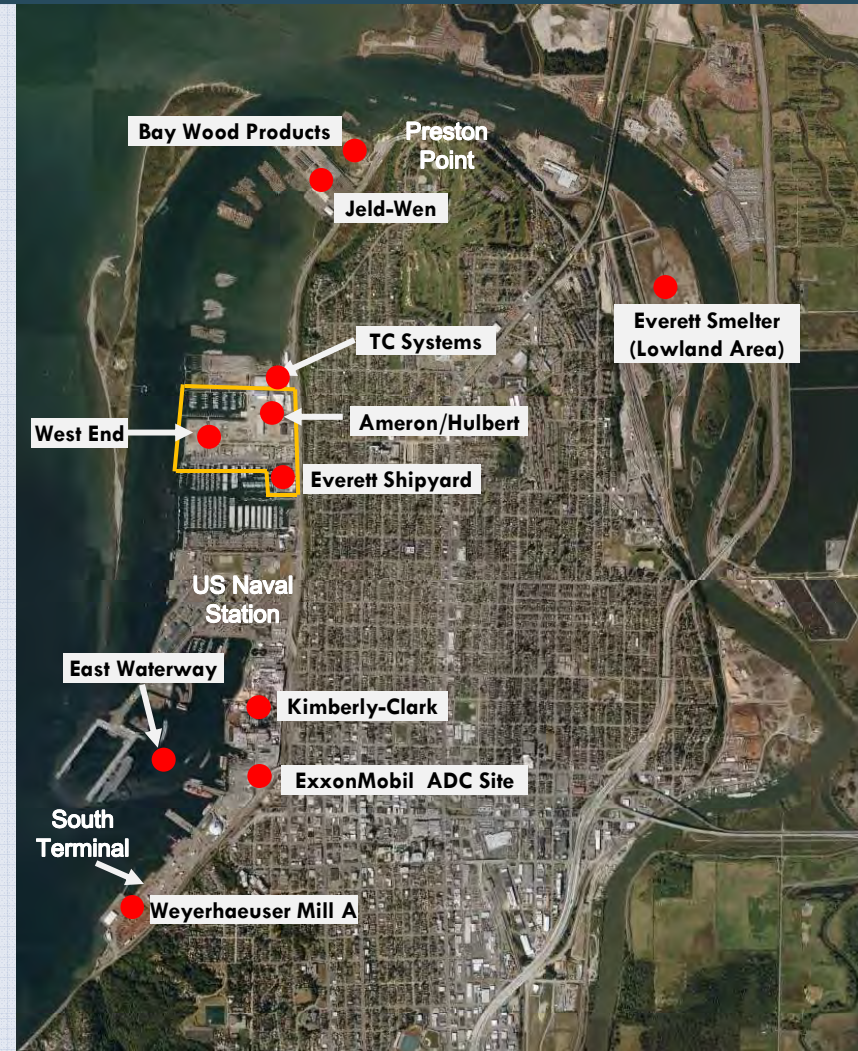 Bay Wood Products
Preston
Point
Jeld-Wen
Everett Smelter
(Lowland Area)
TC Systems
Ameron/Hulbert
West End
Everett Shipyard
US Naval
Station
East Waterway
Kimberly-Clark
ExxonMobil ADC Site
South
Terminal
Weyerhaeuser Mill A